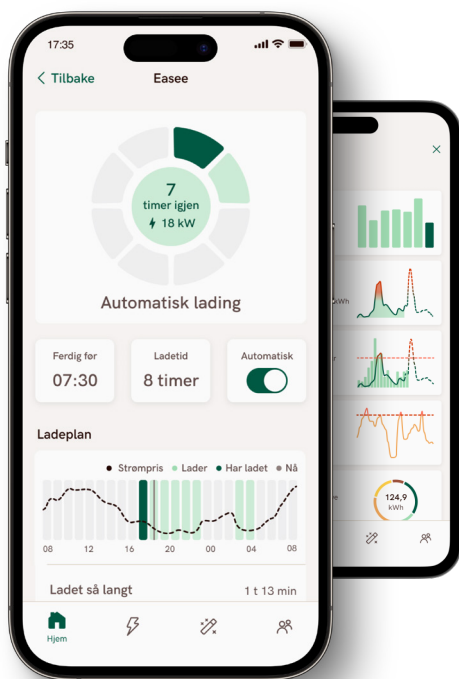 17:35
Tilbake
Easee
7
timer igjen
18 kW
Automatisk lading
Ferdig før
07:30
Ladetid
8 timer
Automatisk
Ladeplan
Strømpris
Lader
Har ladet
Nå
08 12 16 20 00 04 08
Ladet så langt
1 t 13 min
Hjem
kWh
124,9
kWh